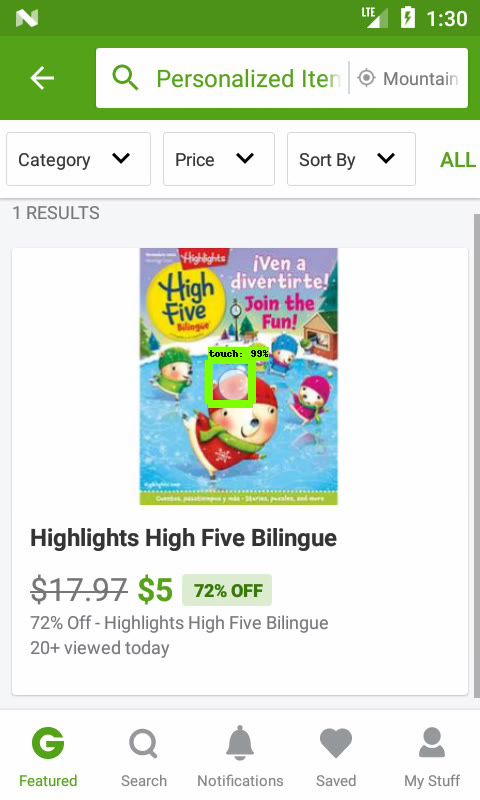 LTE 1:30
Personalized Iten Mountain
Category Price Sort By ALL
1 RESULTS
Highlights
High
Five
Bilingüe
¡Ven a
divertirte!
Join the
Fun!
touch: 99%
Highlights.com
Cuentos, pasatiempos y más • Stories, puzzles, and more
Highlights High Five Bilingue
$17.97 $5 72% OFF
72% Off - Highlights High Five Bilingue
20+ viewed today
Featured Search Notifications Saved My Stuff